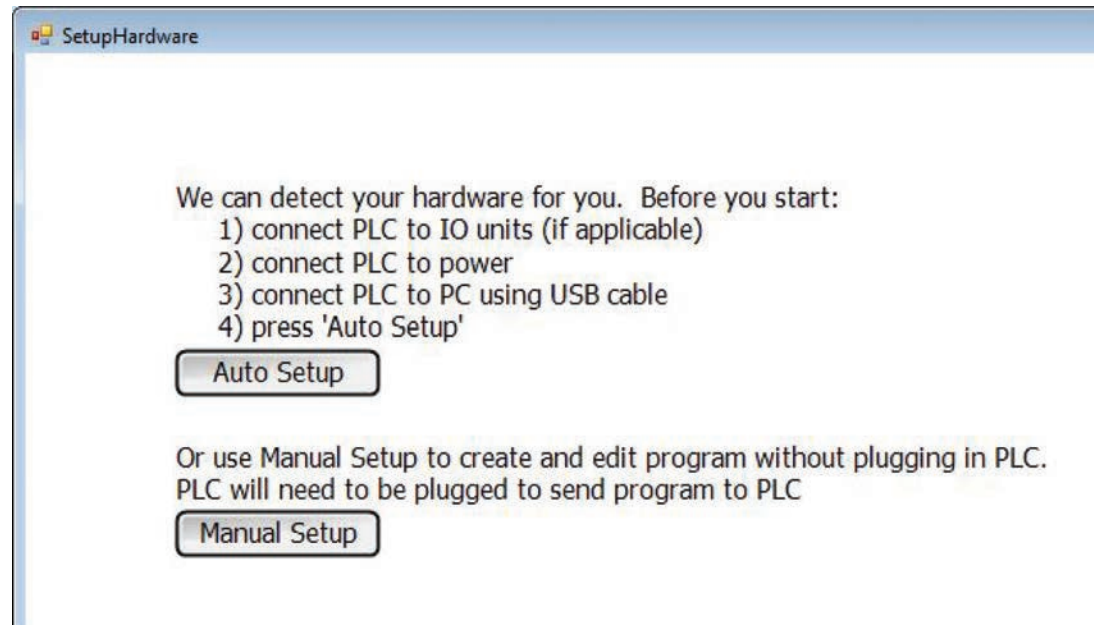 SetupHardware
We can detect your hardware for you.  Before you start:
1) connect PLC to IO units (if applicable)
2) connect PLC to power
3) connect PLC to PC using USB cable
4) press 'Auto Setup'
Auto Setup
Or use Manual Setup to create and edit program without plugging in PLC.
PLC will need to be plugged to send program to PLC
Manual Setup